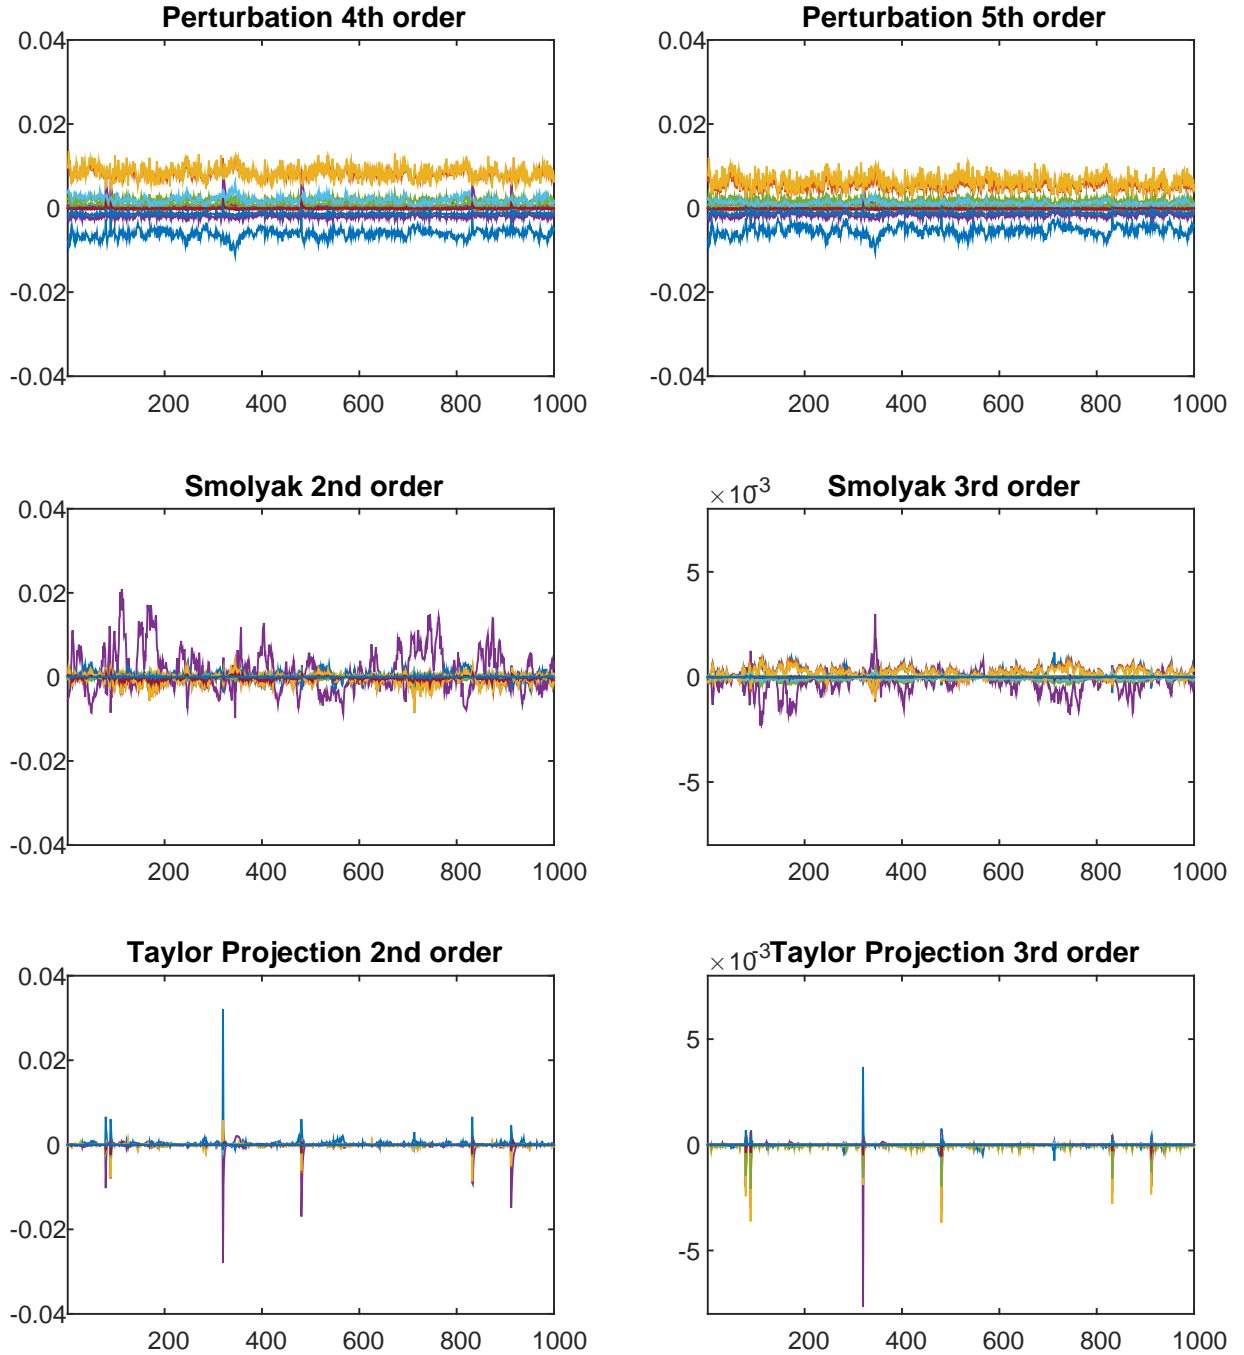 Perturbation 4th order
0.04
0.02
0
-0.02
-0.04
200 400 600 800 1000
Perturbation 5th order
0.04
0.02
0
-0.02
-0.04
200 400 600 800 1000
Smolyak 2nd order
0.04
0.02
0
-0.02
-0.04
200 400 600 800 1000
Smolyak 3rd order
×10-3
5
0
-5
200 400 600 800 1000
Taylor Projection 2nd order
0.04
0.02
0
-0.02
-0.04
200 400 600 800 1000
Taylor Projection 3rd order
×10-3
5
0
-5
200 400 600 800 1000